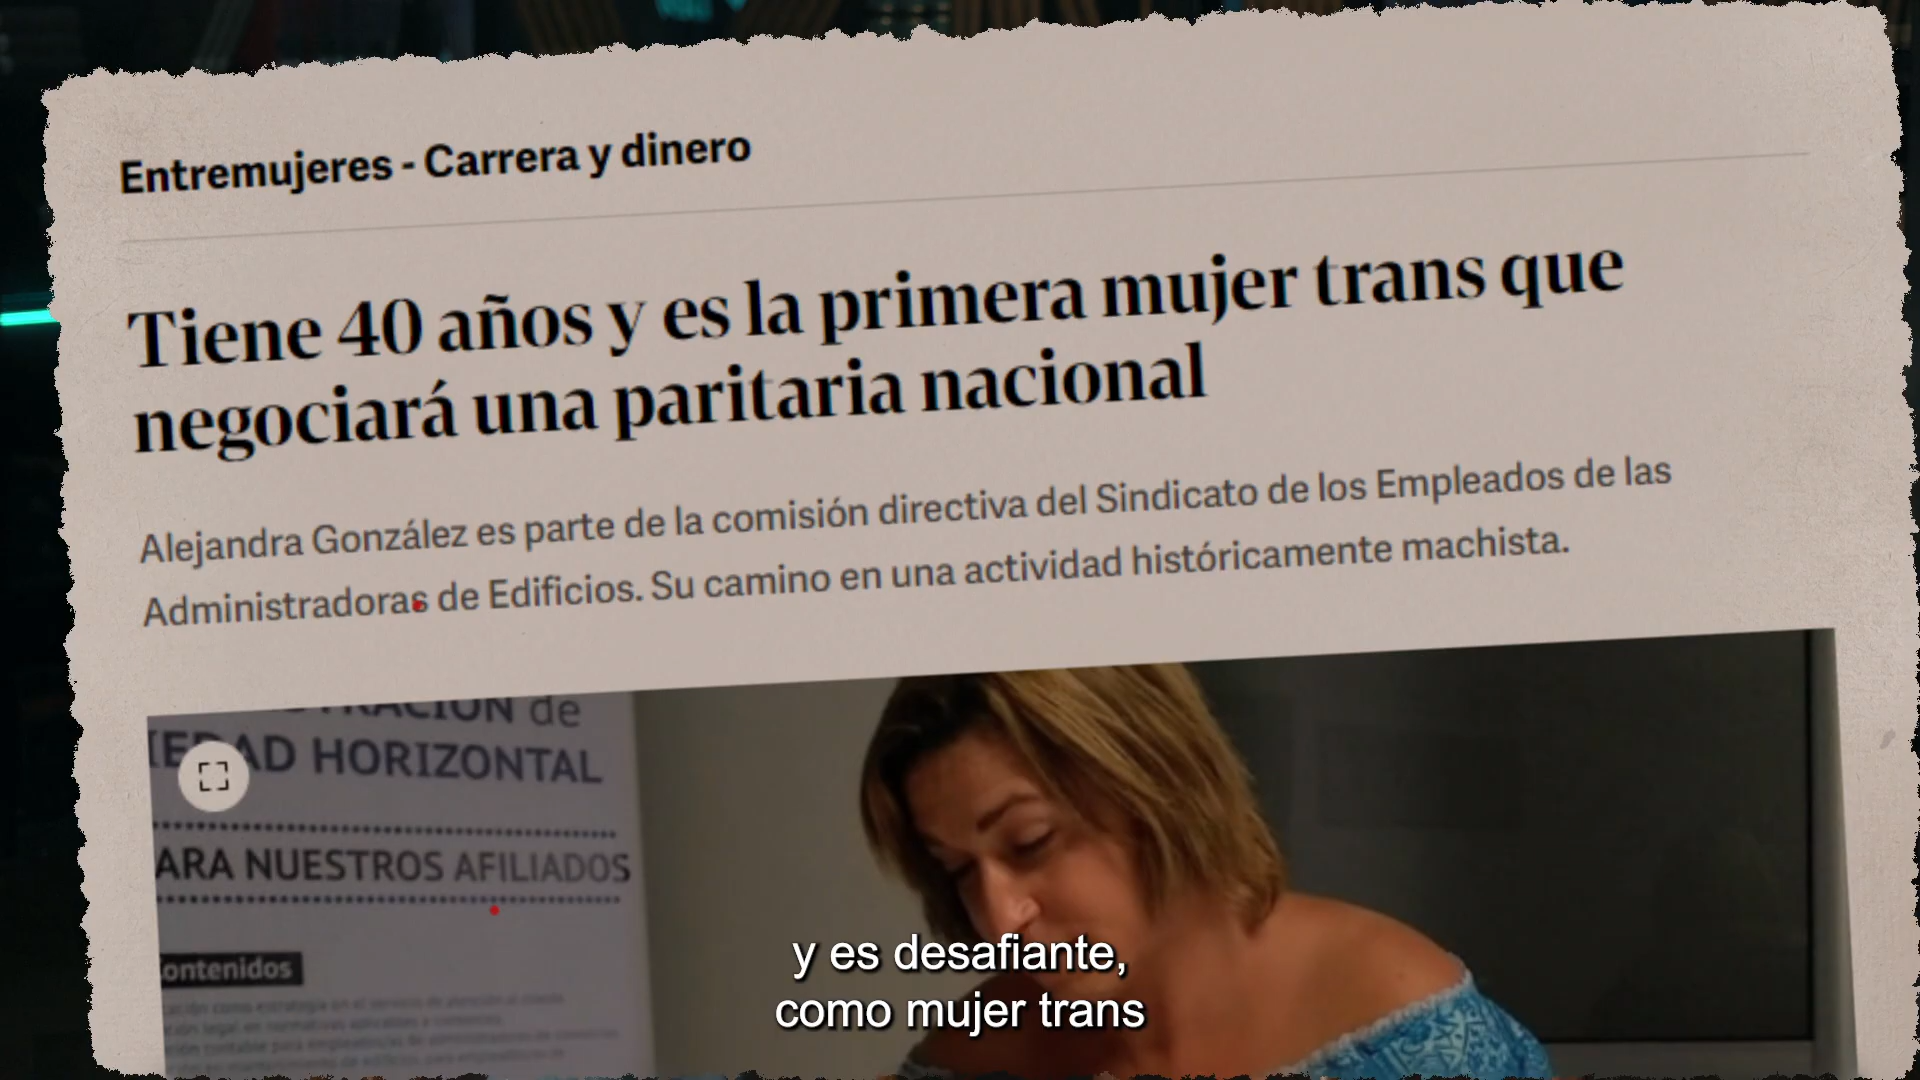 Entremujeres - Carrera y dinero
Tiene 40 años y es la primera mujer trans que
negociará una paritaria nacional
Alejandra González es parte de la comisión directiva del Sindicato de los Empleados de las
Administradoras de Edificios. Su camino en una actividad históricamente machista.
de
HORIZONTAL
ARA NUESTROS AFILIADOS
ontenidos
y es desafiante,
como mujer trans